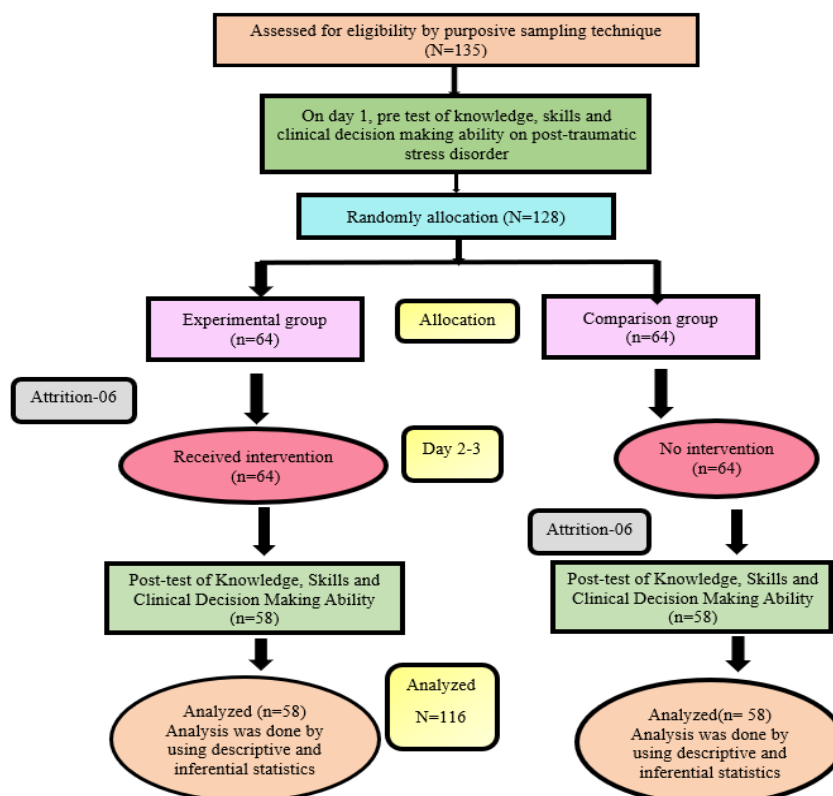 Assessed for eligibility by purposive sampling technique
(N=135)
On day 1, pre test of knowledge, skills and
clinical decision making ability on post-traumatic
stress disorder
Randomly allocation (N=128)
Experimental group
(n=64)
Allocation
Comparison group
(n=64)
Attrition-06
Received intervention
(n=64)
Day 2-3
No intervention
(n=64)
Attrition-06
Post-test of Knowledge, Skills and
Clinical Decision Making Ability
(n=58)
Post-test of Knowledge, Skills and
Clinical Decision Making Ability
(n=58)
Analyzed (n=58)
Analysis was done by
using descriptive and
inferential statistics
Analyzed
N=116
Analyzed(n= 58)
Analysis was done by
using descriptive and
inferential statistics